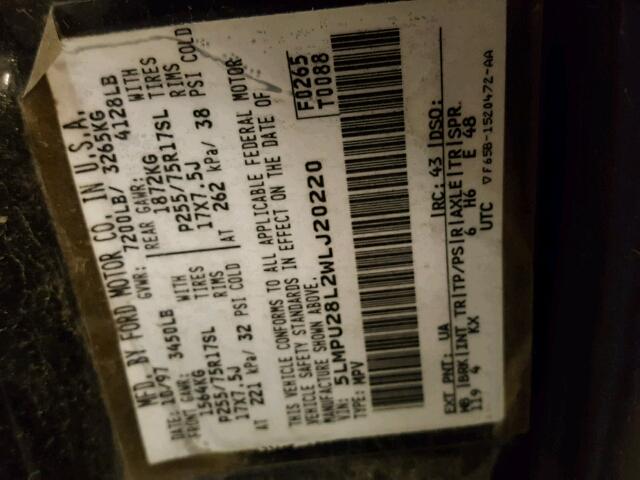 MFD. BY FORD MOTOR CO. IN U.S.A.
DATE: 10/97 GVWR: 7200LB/ 3265KG
FRONT GAWR: 3450LB REAR GAWR: 4128LB
1564KG WITH 1872KG WITH
P255/75R17SL TIRES P255/75R17SL TIRES
17X7.5J RIMS 17X7.5J RIMS
AT 221 kPa/ 32 PSI COLD AT 262 kPa/ 38 PSI COLD
THIS VEHICLE CONFORMS TO ALL APPLICABLE FEDERAL MOTOR
VEHICLE SAFETY STANDARDS IN EFFECT ON THE DATE OF
MANUFACTURE SHOWN ABOVE.
VIN: 5LMPU28L2WLJ20220
TYPE: MPV
F0265
T0088
EXT PNT: UA RC: 43 DSO:
WB BRK INT TR TP/PS R AXLE TR SPR.
119 4 KX 6 H6 E 48
UTC
▽F65B-1520472-AA